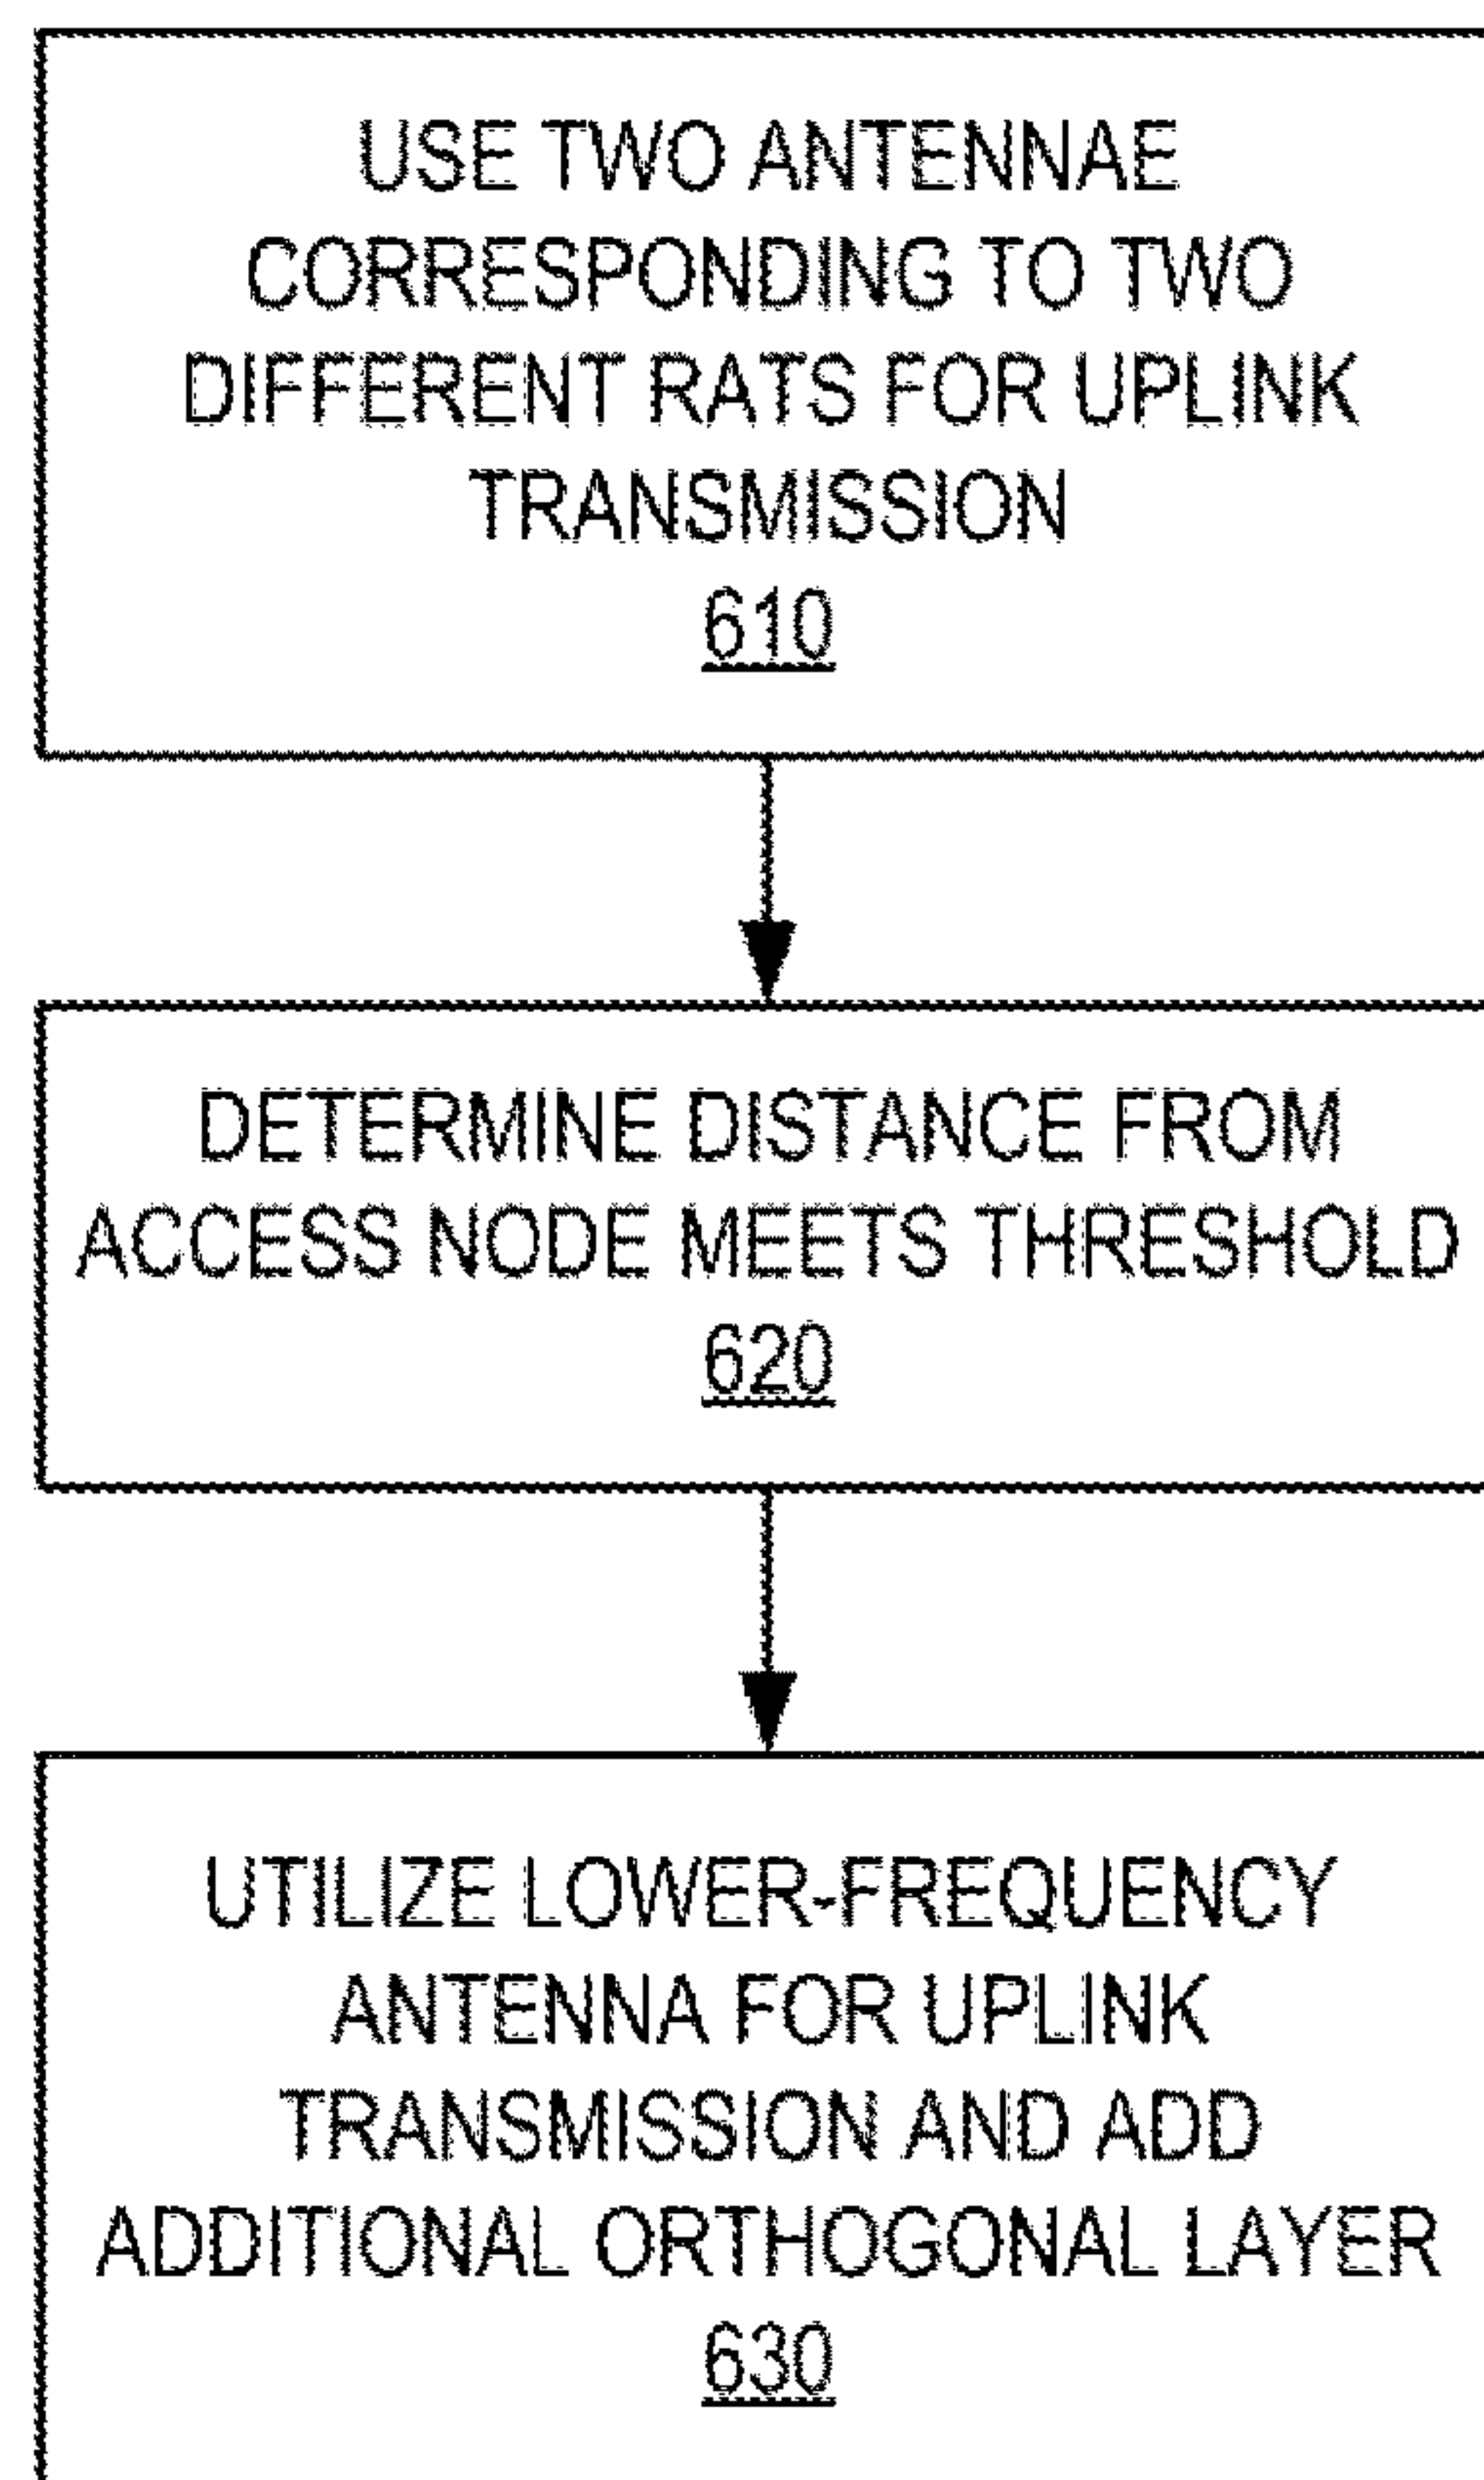 USE TWO ANTENNAE
CORRESPONDING TO TWO
DIFFERENT RATS FOR UPLINK
TRANSMISSION
610
DETERMINE DISTANCE FROM
ACCESS NODE MEETS THRESHOLD
620
UTILIZE LOWER-FREQUENCY
ANTENNA FOR UPLINK
TRANSMISSION AND ADD
ADDITIONAL ORTHOGONAL LAYER
630